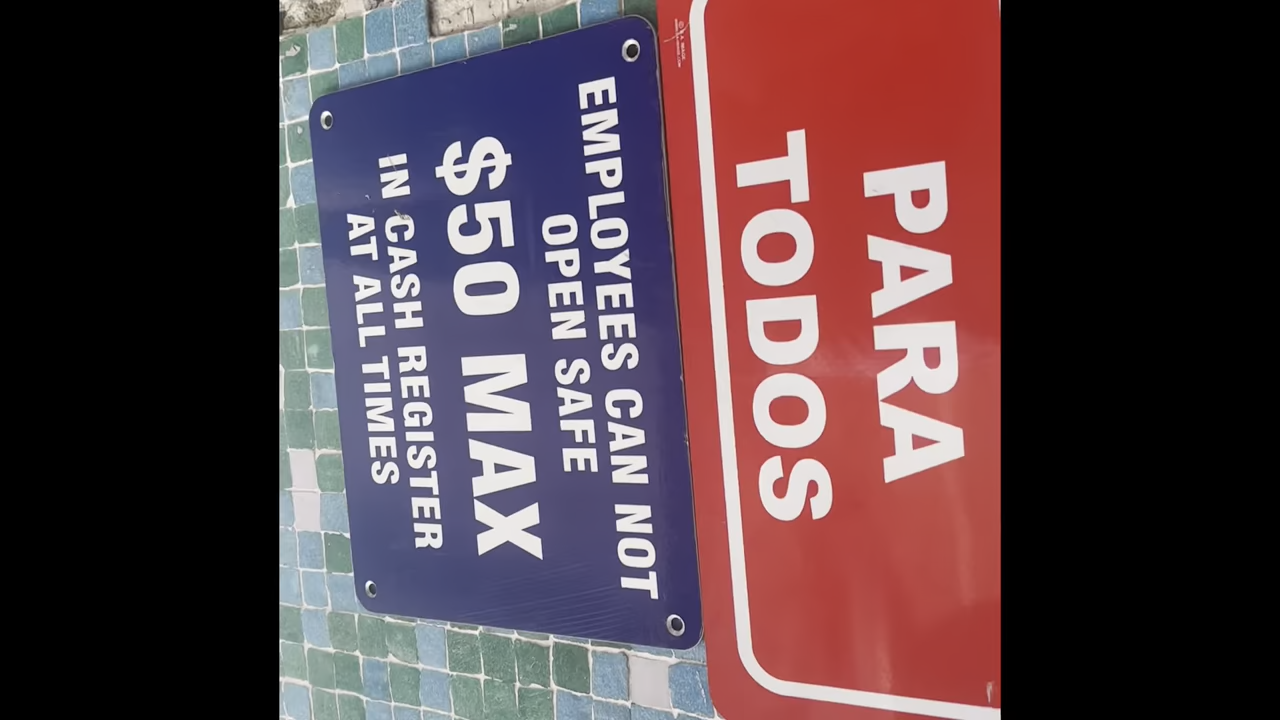 PARA
TODOS
EMPLOYEES CAN NOT
OPEN SAFE
$50 MAX
IN CASH REGISTER
AT ALL TIMES